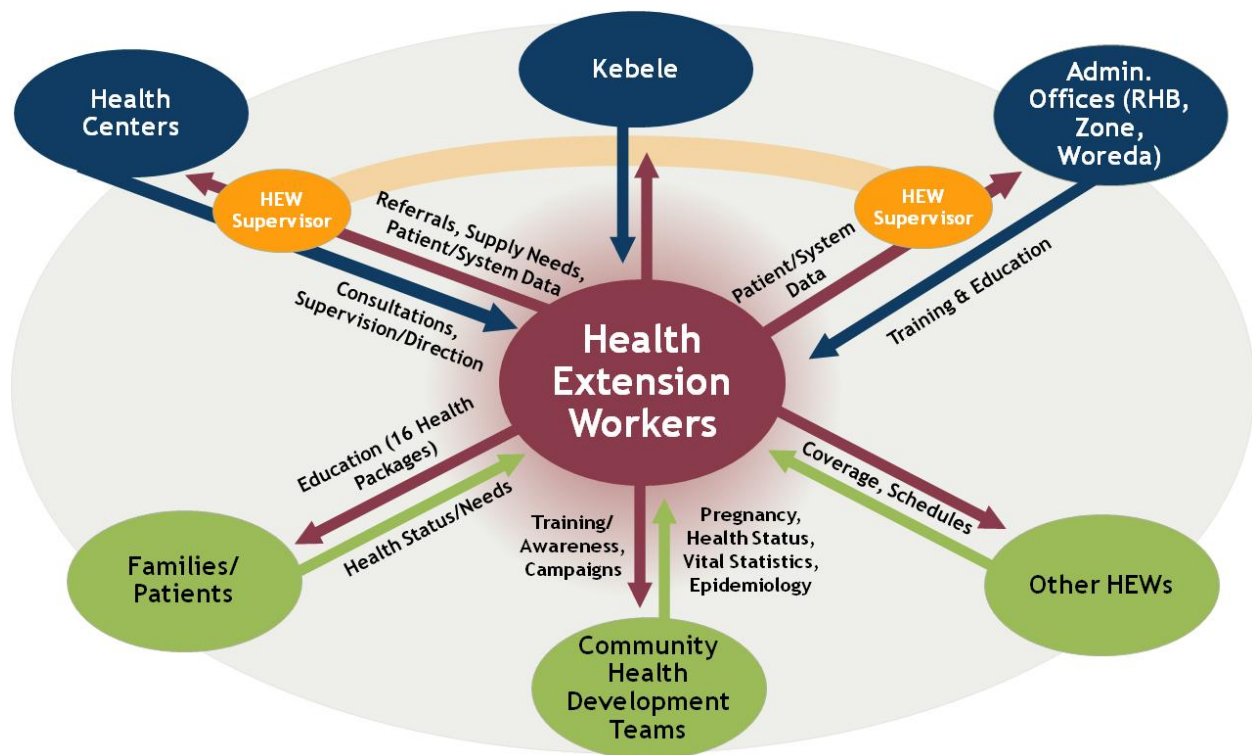 Kebele
Health
Centers
Admin.
Offices (RHB,
Zone,
Woreda)
HEW
Supervisor
HEW
Supervisor
Referrals, Supply Needs,
Patient/System Data
Consultations,
Supervision/Direction
Patient/System
Data
Training & Education
Health
Extension
Workers
Education (16 Health
Packages)
Health Status/Needs
Training/
Awareness,
Campaigns
Pregnancy,
Health Status,
Vital Statistics,
Epidemiology
Coverage, Schedules
Families/
Patients
Community
Health
Development
Teams
Other HEWs